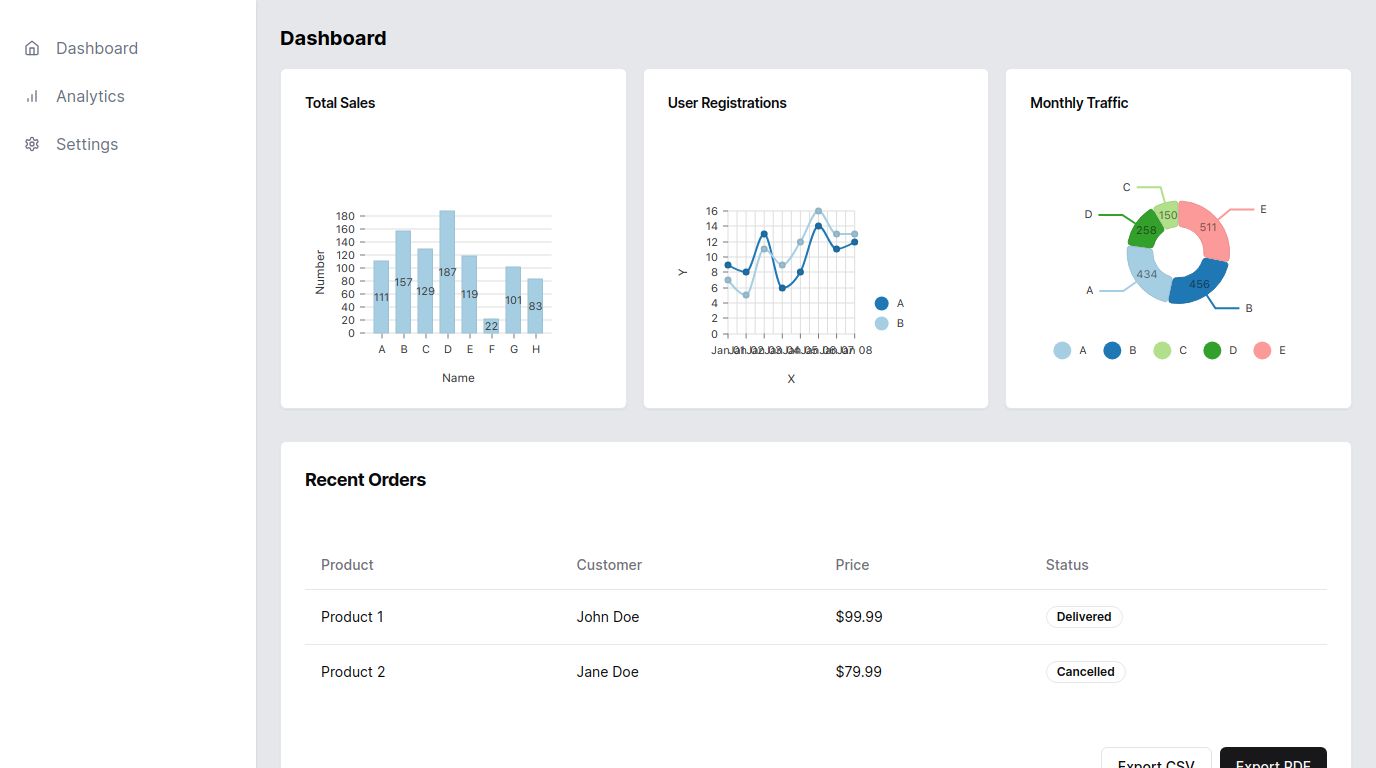 Dashboard
Analytics
Settings
Dashboard
Total Sales
180
160
140
120
100
80
60
40
20
0
Number
111
157
129
187
119
22
101
83
A B C D E F G H
Name
User Registrations
16
14
12
10
8
6
4
2
0
Y
Jan 01 Jan 02 Jan 03 Jan 04 Jan 05 Jan 06 Jan 07 Jan 08
X
A
B
Monthly Traffic
C
D
E
A
B
150
258
511
434
456
A B C D E
Recent Orders
Product Customer Price Status
Product 1 John Doe $99.99 Delivered
Product 2 Jane Doe $79.99 Cancelled
Export CSV Export PDF